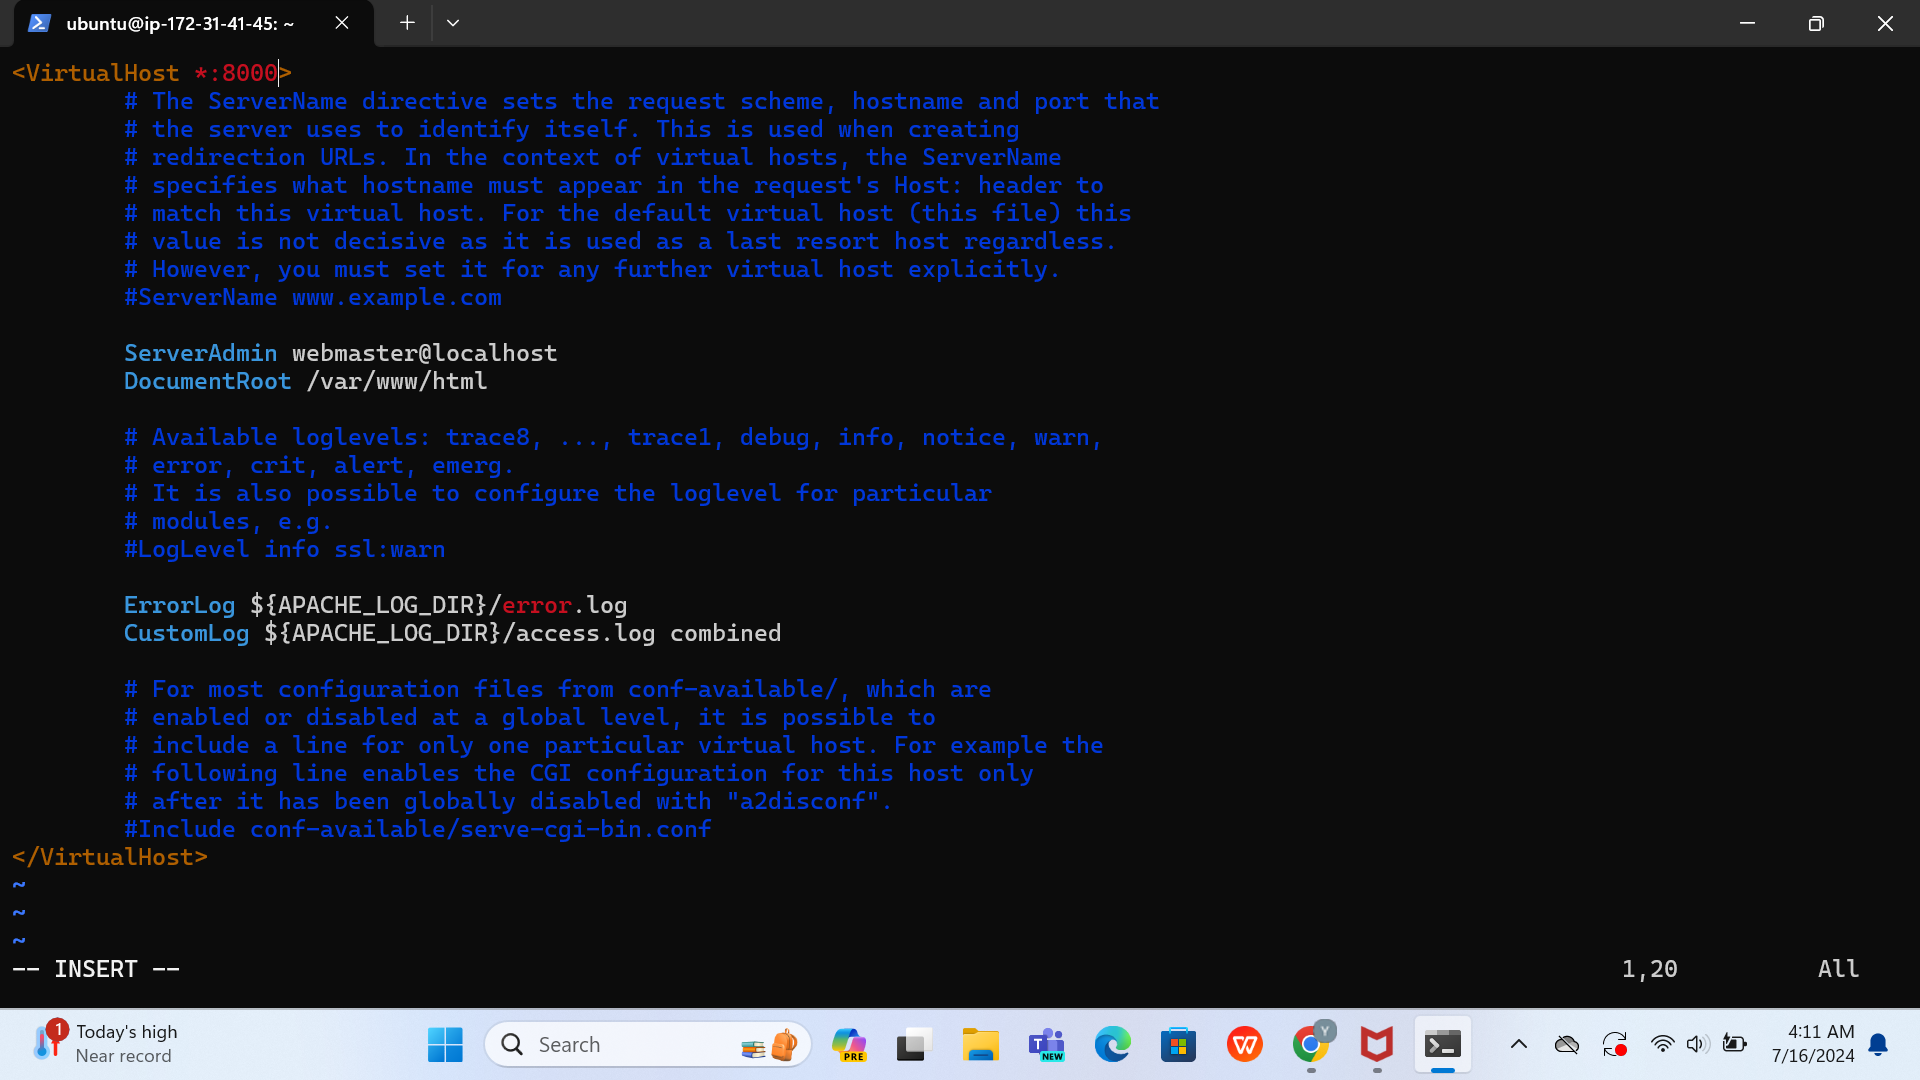 ubuntu@ip-172-31-41-45: ~
<VirtualHost *:8000>
        # The ServerName directive sets the request scheme, hostname and port that
        # the server uses to identify itself. This is used when creating
        # redirection URLs. In the context of virtual hosts, the ServerName
        # specifies what hostname must appear in the request's Host: header to
        # match this virtual host. For the default virtual host (this file) this
        # value is not decisive as it is used as a last resort host regardless.
        # However, you must set it for any further virtual host explicitly.
        #ServerName www.example.com

        ServerAdmin webmaster@localhost
        DocumentRoot /var/www/html

        # Available loglevels: trace8, ..., trace1, debug, info, notice, warn,
        # error, crit, alert, emerg.
        # It is also possible to configure the loglevel for particular
        # modules, e.g.
        #LogLevel info ssl:warn

        ErrorLog ${APACHE_LOG_DIR}/error.log
        CustomLog ${APACHE_LOG_DIR}/access.log combined

        # For most configuration files from conf-available/, which are
        # enabled or disabled at a global level, it is possible to
        # include a line for only one particular virtual host. For example the
        # following line enables the CGI configuration for this host only
        # after it has been globally disabled with "a2disconf".
        #Include conf-available/serve-cgi-bin.conf
</VirtualHost>
~
~
~
-- INSERT -- 1,20 All
1 Today's high
Near record
Search
PRE
T NEW
W
Y
4:11 AM
7/16/2024